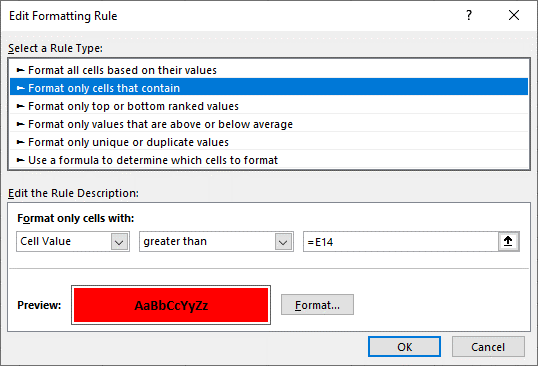 Edit Formatting Rule ? ×
Select a Rule Type:
► Format all cells based on their values
► Format only cells that contain
► Format only top or bottom ranked values
► Format only values that are above or below average
► Format only unique or duplicate values
► Use a formula to determine which cells to format
Edit the Rule Description:
Format only cells with:
Cell Value greater than =E14
Preview: AaBbCcYyZz Format...
OK Cancel